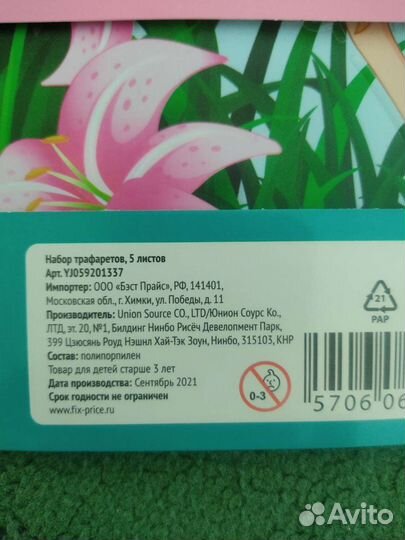 Набор трафаретов, 5 листов
Арт.YJ059201337
Импортер: ООО «Бэст Прайс», РФ, 141401,
Московская обл., г. Химки, ул. Победы, д. 11
Производитель: Union Source CO., LTD/Юнион Соурс Ко.,
ЛТД, эт. 20, №1, Билдинг Нинбо Рисёч Девелопмент Парк,
399 Цзюсянь Роуд Нэшнл Хай-Тэк Зоун, Нинбо, 315103, КНР
Состав: полипорпилен
Товар для детей старше 3 лет
Дата производства: Сентябрь 2021
Срок годности не ограничен
www.fix-price.ru
0-3
21
PAP
5706 06
Avito